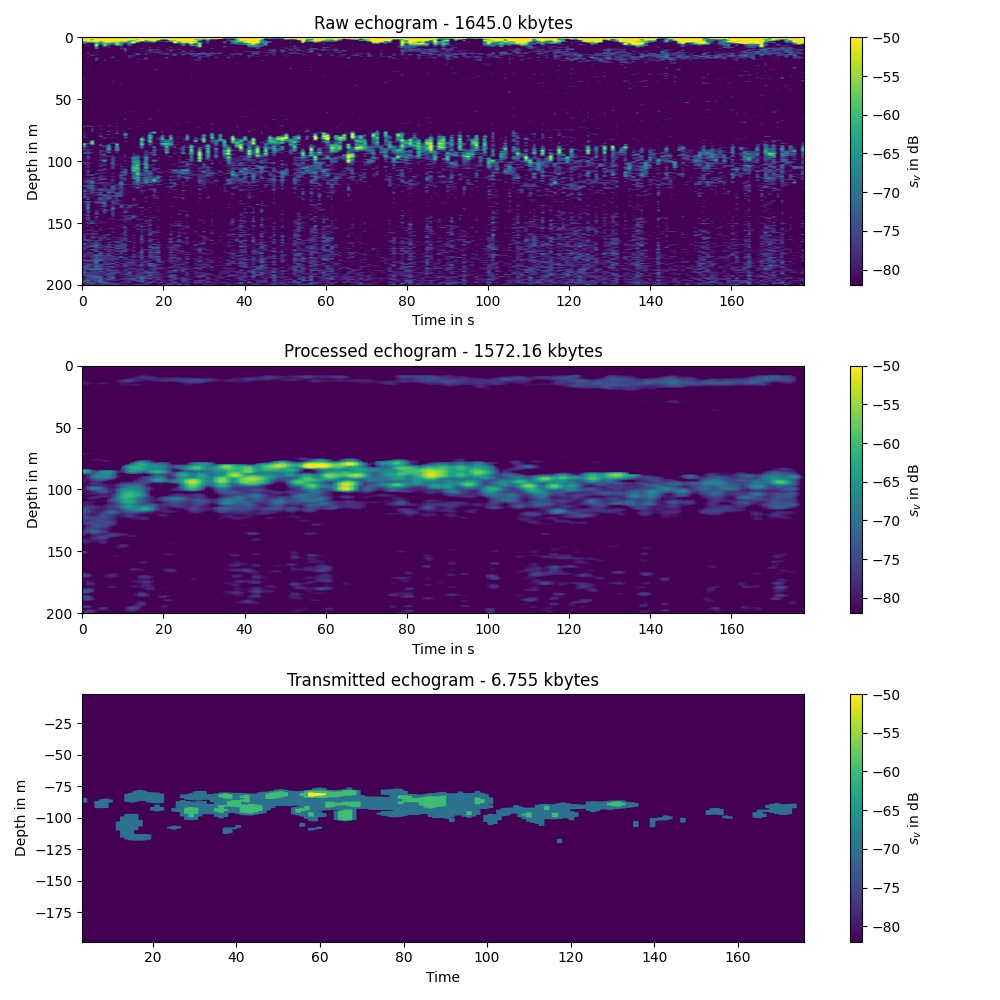 Raw echogram - 1645.0 kbytes
0
50
100
150
200
Depth in m
0 20 40 60 80 100 120 140 160
Time in s
−50
−55
−60
−65
−70
−75
−80
sv in dB
Processed echogram - 1572.16 kbytes
0
50
100
150
200
Depth in m
0 20 40 60 80 100 120 140 160
Time in s
−50
−55
−60
−65
−70
−75
−80
sv in dB
Transmitted echogram - 6.755 kbytes
−25
−50
−75
−100
−125
−150
−175
Depth in m
20 40 60 80 100 120 140 160
Time
−50
−55
−60
−65
−70
−75
−80
sv in dB